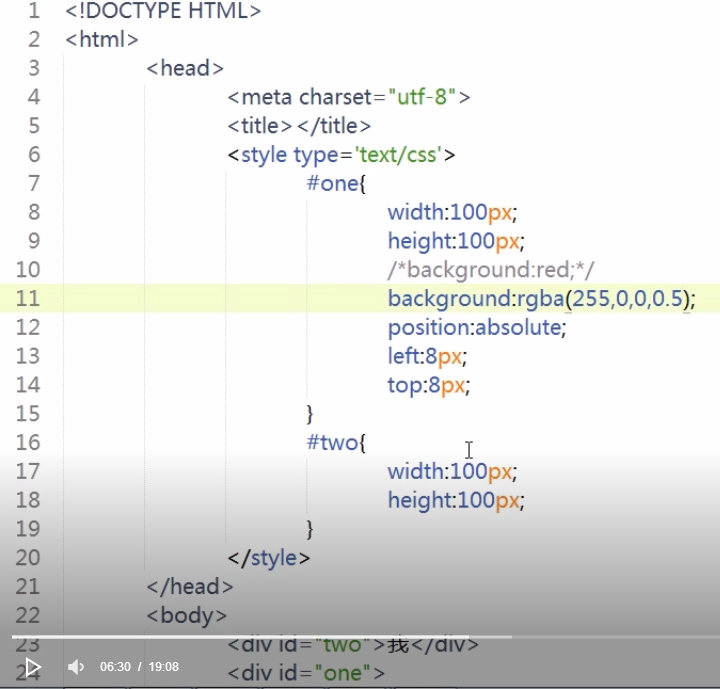 1 <!DOCTYPE HTML>
2 <html>
3 <head>
4 <meta charset="utf-8">
5 <title></title>
6 <style type='text/css'>
7 #one{
8 width:100px;
9 height:100px;
10 /*background:red;*/
11 background:rgba(255,0,0,0.5);
12 position:absolute;
13 left:8px;
14 top:8px;
15 }
16 #two{
17 width:100px;
18 height:100px;
19 }
20 </style>
21 </head>
22 <body>
23 <div id="two">我</div>
24 <div id="one">
06:30 / 19:08